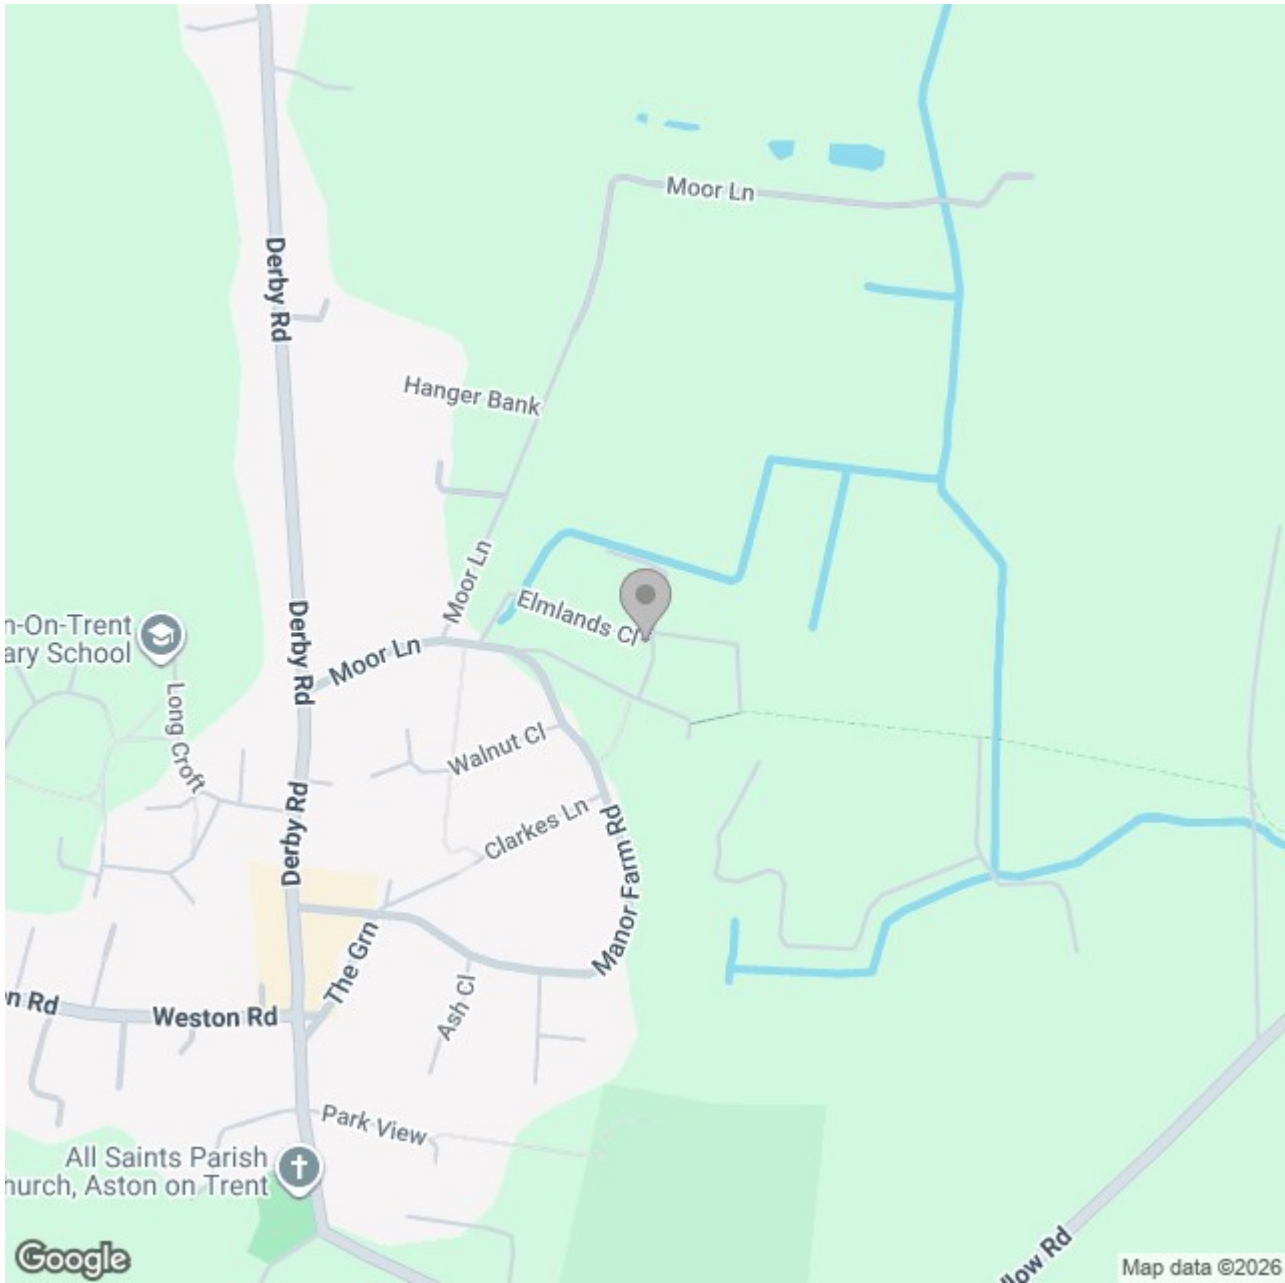 Moor Ln
Derby Rd
Hanger Bank
Moor Ln
Elmlands Cl
Derby Rd
n-On-Trent
ary School
Moor Ln
Long Croft
Walnut Cl
Derby Rd
Clarkes Ln
Manor Farm Rd
The Grn
n Rd
Weston Rd
Ash Cl
Park View
All Saints Parish
hurch, Aston on Trent
llow Rd
Google
Map data ©2026